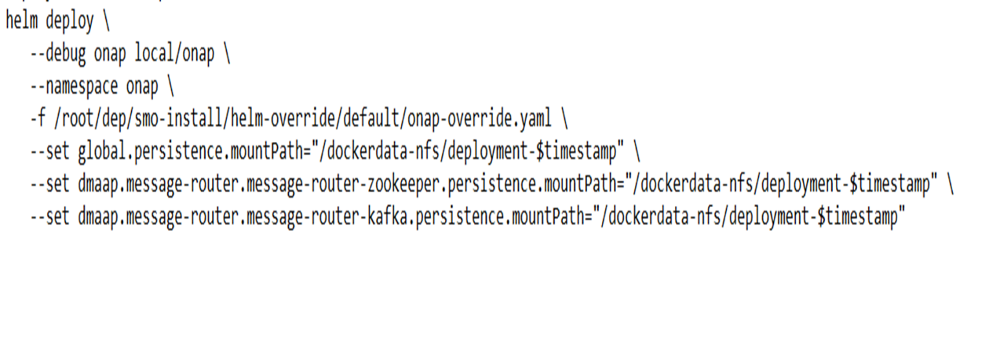 helm deploy \
--debug onap local/onap \
--namespace onap \
-f /root/dep/smo-install/helm-override/default/onap-override.yaml \
--set global.persistence.mountPath="/dockerdata-nfs/deployment-$timestamp" \
--set dmaap.message-router.message-router-zookeeper.persistence.mountPath="/dockerdata-nfs/deployment-$timestamp" \
--set dmaap.message-router.message-router-kafka.persistence.mountPath="/dockerdata-nfs/deployment-$timestamp"